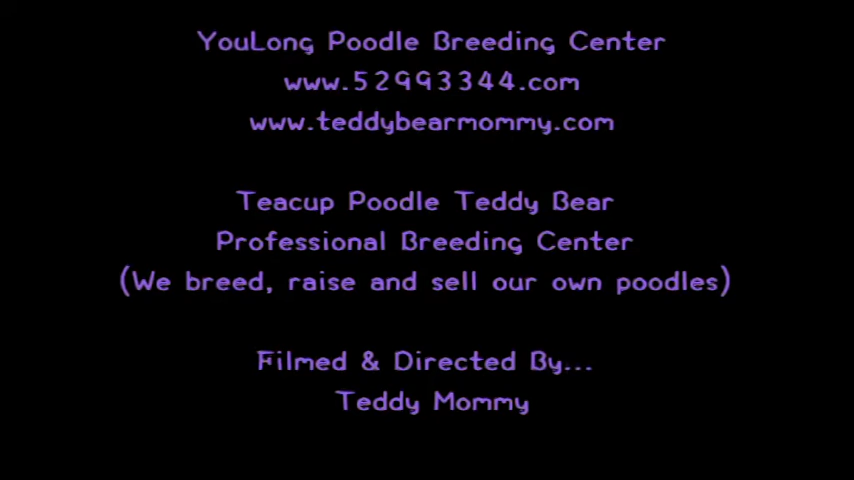 YouLong Poodle Breeding Center
www.52993344.com
www.teddybearmommy.com
Teacup Poodle Teddy Bear
Professional Breeding Center
(We breed, raise and sell our own poodles)
Filmed & Directed By...
Teddy Mommy